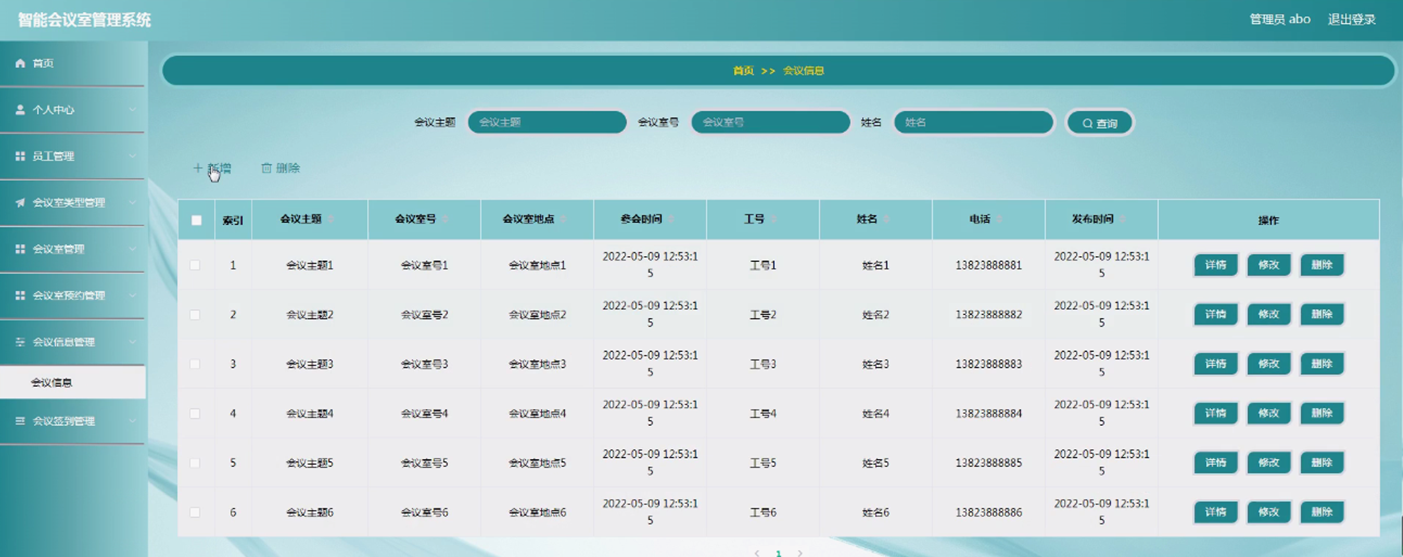 智能会议室管理系统
管理员 abo 退出登录
首页
个人中心
员工管理
会议室类型管理
会议室管理
会议室预约管理
会议信息管理
会议信息
会议签到管理
首页 >> 会议信息
会议主题 会议主题 会议室号 会议室号 姓名 姓名 查询
新增 删除
索引 会议主题 会议室号 会议室地点 参会时间 工号 姓名 电话 发布时间 操作
1 会议主题1 会议室号1 会议室地点1 2022-05-09 12:53:15 工号1 姓名1 13823888881 2022-05-09 12:53:15 详情 修改 删除
2 会议主题2 会议室号2 会议室地点2 2022-05-09 12:53:15 工号2 姓名2 13823888882 2022-05-09 12:53:15 详情 修改 删除
3 会议主题3 会议室号3 会议室地点3 2022-05-09 12:53:15 工号3 姓名3 13823888883 2022-05-09 12:53:15 详情 修改 删除
4 会议主题4 会议室号4 会议室地点4 2022-05-09 12:53:15 工号4 姓名4 13823888884 2022-05-09 12:53:15 详情 修改 删除
5 会议主题5 会议室号5 会议室地点5 2022-05-09 12:53:15 工号5 姓名5 13823888885 2022-05-09 12:53:15 详情 修改 删除
6 会议主题6 会议室号6 会议室地点6 2022-05-09 12:53:15 工号6 姓名6 13823888886 2022-05-09 12:53:15 详情 修改 删除
< 1 >